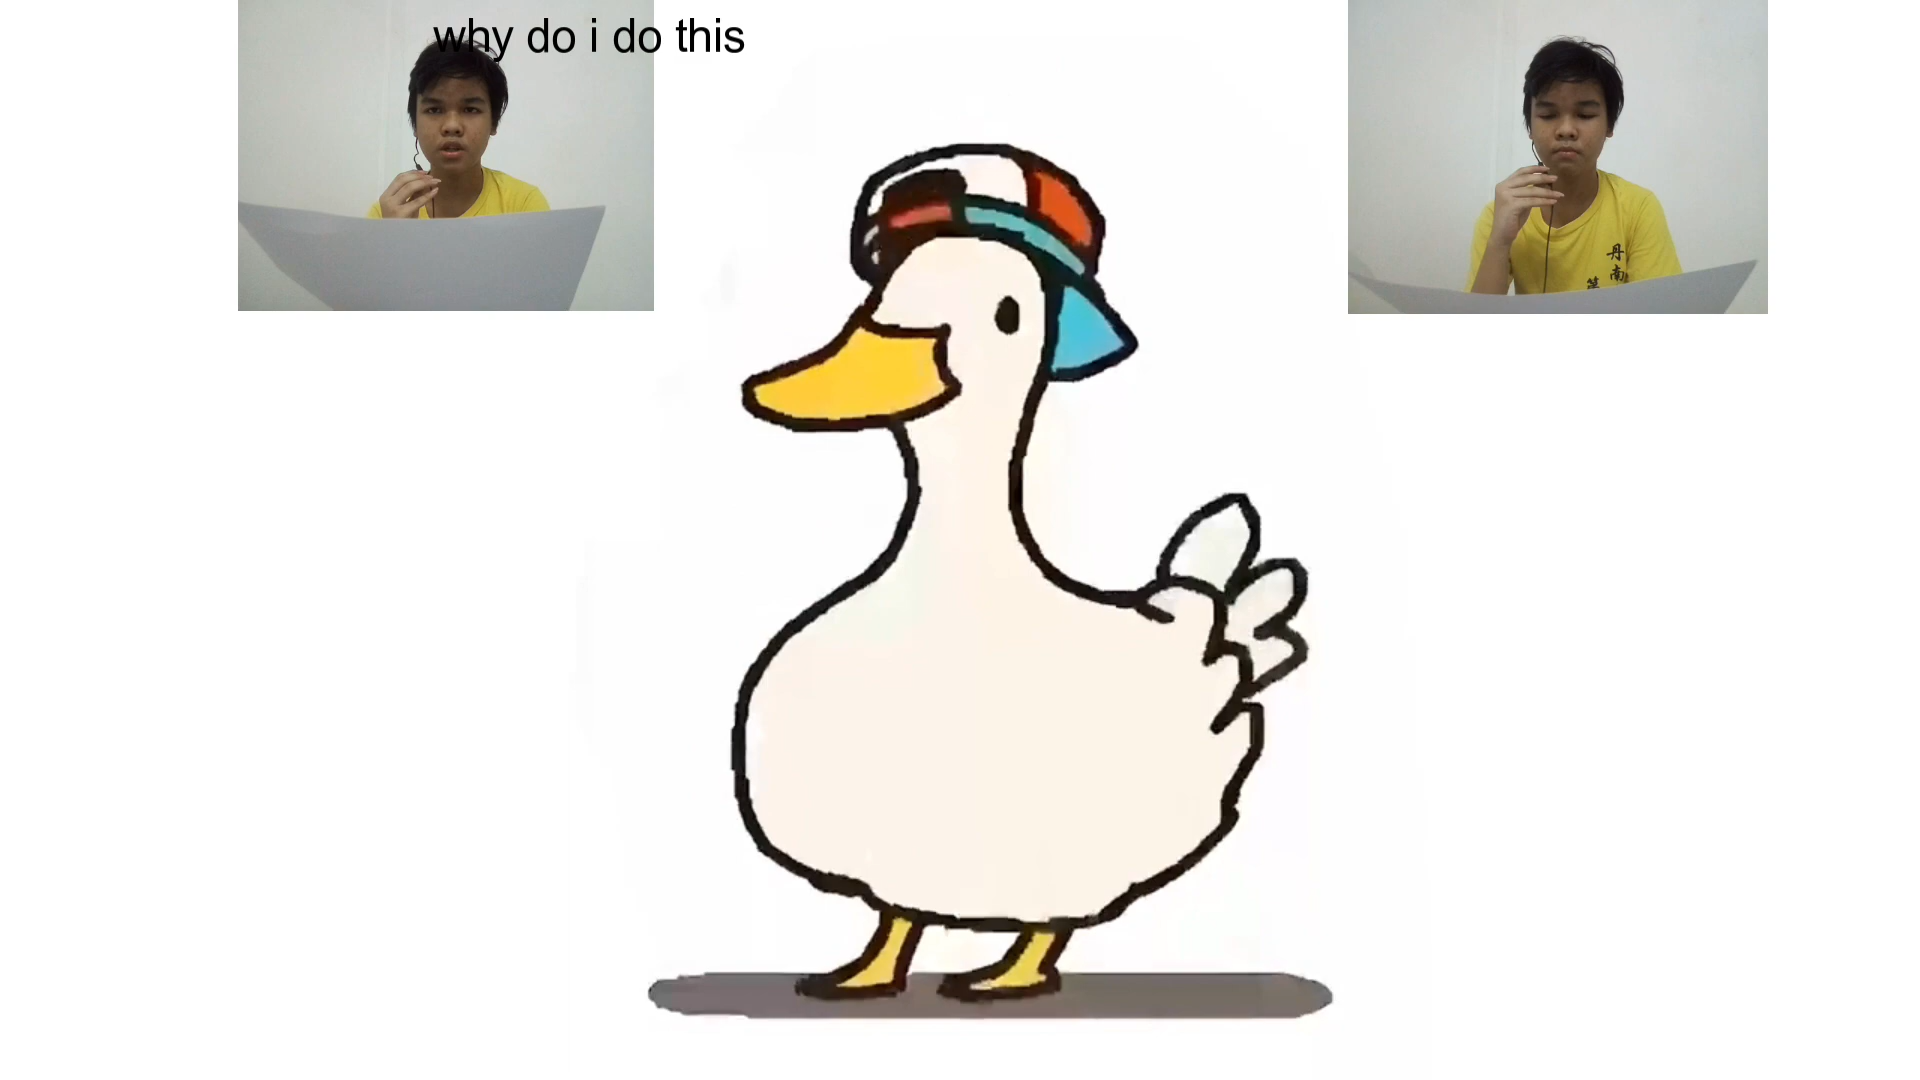 why do i do this
丹
南